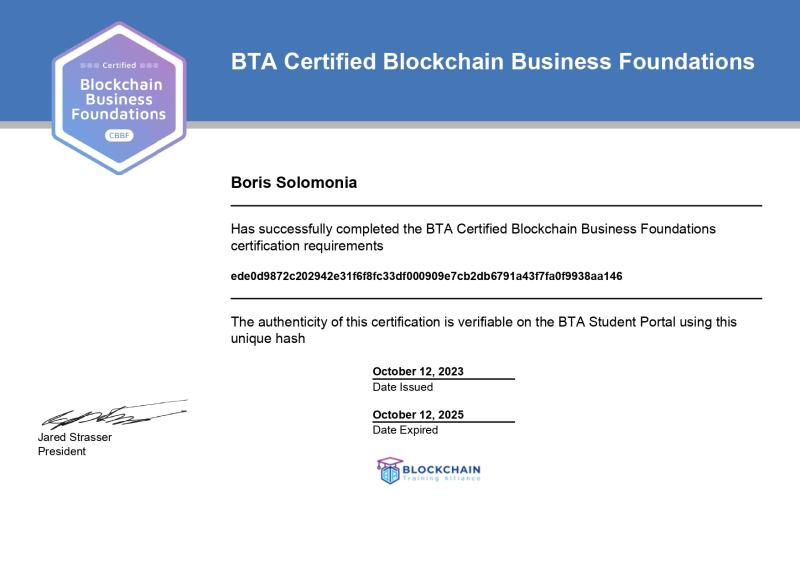 Certified
Blockchain
Business
Foundations
CBBF
BTA Certified Blockchain Business Foundations
Boris Solomonia
Has successfully completed the BTA Certified Blockchain Business Foundations
certification requirements
ede0d9872c202942e31f6f8fc33df000909e7cb2db6791a43f7fa0f9938aa146
The authenticity of this certification is verifiable on the BTA Student Portal using this
unique hash
October 12, 2023
Date Issued
October 12, 2025
Date Expired
Jared Strasser
President
BLOCKCHAIN
Training Alliance